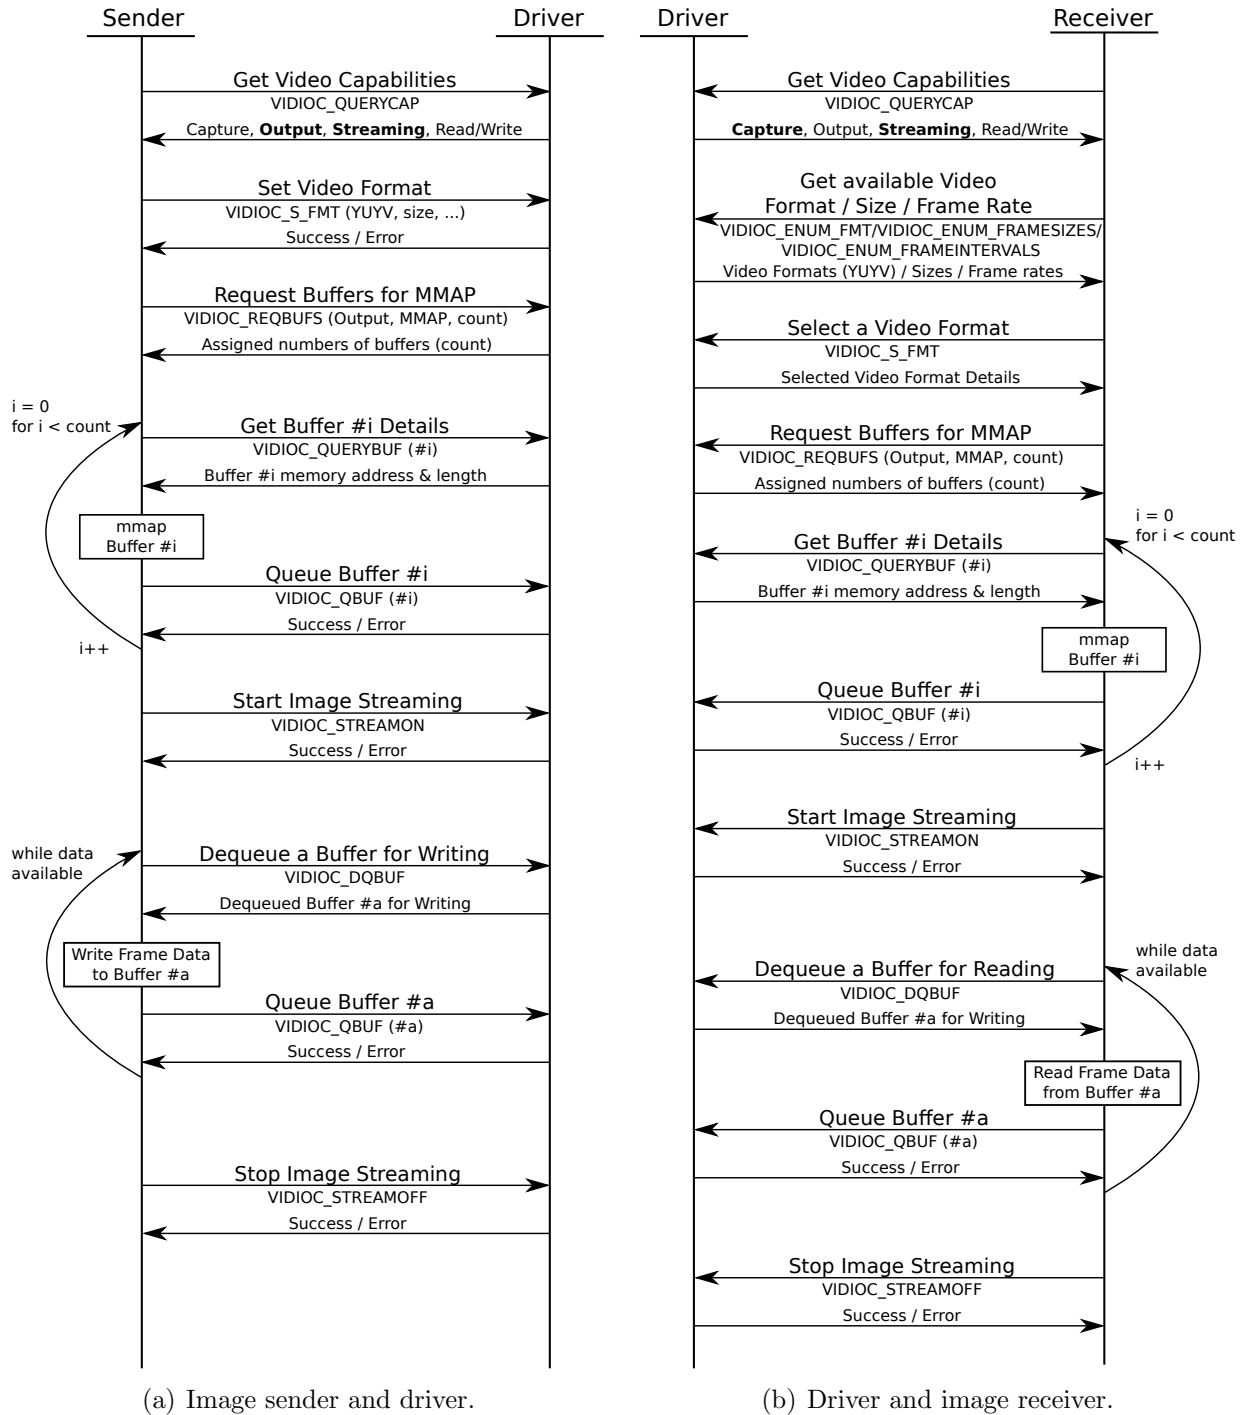 Sender
Driver
Get Video Capabilities
VIDIOC_QUERYCAP
Capture, Output, Streaming, Read/Write
Set Video Format
VIDIOC_S_FMT (YUYV, size, ...)
Success / Error
Request Buffers for MMAP
VIDIOC_REQBUFS (Output, MMAP, count)
Assigned numbers of buffers (count)
i = 0
for i < count
Get Buffer #i Details
VIDIOC_QUERYBUF (#i)
Buffer #i memory address & length
mmap
Buffer #i
Queue Buffer #i
VIDIOC_QBUF (#i)
Success / Error
i++
Start Image Streaming
VIDIOC_STREAMON
Success / Error
while data
available
Dequeue a Buffer for Writing
VIDIOC_DQBUF
Dequeued Buffer #a for Writing
Write Frame Data
to Buffer #a
Queue Buffer #a
VIDIOC_QBUF (#a)
Success / Error
Stop Image Streaming
VIDIOC_STREAMOFF
Success / Error
(a) Image sender and driver.
Driver
Receiver
Get Video Capabilities
VIDIOC_QUERYCAP
Capture, Output, Streaming, Read/Write
Get available Video
Format / Size / Frame Rate
VIDIOC_ENUM_FMT/VIDIOC_ENUM_FRAMESIZES/
VIDIOC_ENUM_FRAMEINTERVALS
Video Formats (YUYV) / Sizes / Frame rates
Select a Video Format
VIDIOC_S_FMT
Selected Video Format Details
Request Buffers for MMAP
VIDIOC_REQBUFS (Output, MMAP, count)
Assigned numbers of buffers (count)
i = 0
for i < count
Get Buffer #i Details
VIDIOC_QUERYBUF (#i)
Buffer #i memory address & length
mmap
Buffer #i
Queue Buffer #i
VIDIOC_QBUF (#i)
Success / Error
i++
Start Image Streaming
VIDIOC_STREAMON
Success / Error
while data
available
Dequeue a Buffer for Reading
VIDIOC_DQBUF
Dequeued Buffer #a for Writing
Read Frame Data
from Buffer #a
Queue Buffer #a
VIDIOC_QBUF (#a)
Success / Error
Stop Image Streaming
VIDIOC_STREAMOFF
Success / Error
(b) Driver and image receiver.